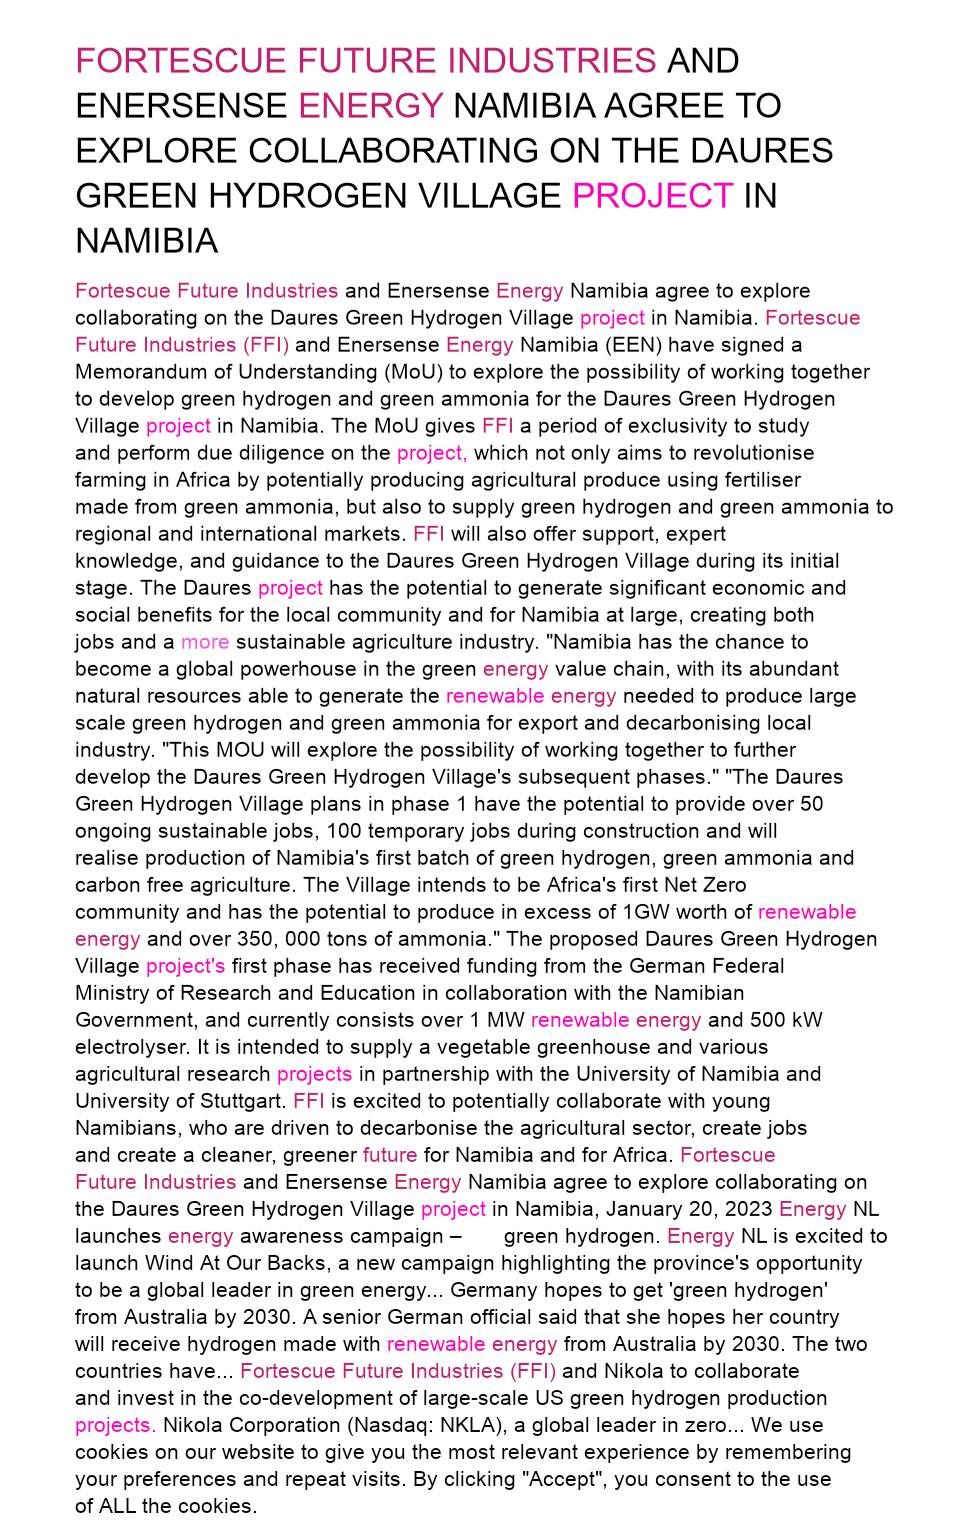 FORTESCUE FUTURE INDUSTRIES AND
ENERSENSE ENERGY NAMIBIA AGREE TO
EXPLORE COLLABORATING ON THE DAURES
GREEN HYDROGEN VILLAGE PROJECT IN
NAMIBIA
Fortescue Future Industries and Enersense Energy Namibia agree to explore
collaborating on the Daures Green Hydrogen Village project in Namibia. Fortescue
Future Industries (FFI) and Enersense Energy Namibia (EEN) have signed a
Memorandum of Understanding (MoU) to explore the possibility of working together
to develop green hydrogen and green ammonia for the Daures Green Hydrogen
Village project in Namibia. The MoU gives FFI a period of exclusivity to study
and perform due diligence on the project, which not only aims to revolutionise
farming in Africa by potentially producing agricultural produce using fertiliser
made from green ammonia, but also to supply green hydrogen and green ammonia to
regional and international markets. FFI will also offer support, expert
knowledge, and guidance to the Daures Green Hydrogen Village during its initial
stage. The Daures project has the potential to generate significant economic and
social benefits for the local community and for Namibia at large, creating both
jobs and a more sustainable agriculture industry. "Namibia has the chance to
become a global powerhouse in the green energy value chain, with its abundant
natural resources able to generate the renewable energy needed to produce large
scale green hydrogen and green ammonia for export and decarbonising local
industry. "This MOU will explore the possibility of working together to further
develop the Daures Green Hydrogen Village's subsequent phases." "The Daures
Green Hydrogen Village plans in phase 1 have the potential to provide over 50
ongoing sustainable jobs, 100 temporary jobs during construction and will
realise production of Namibia's first batch of green hydrogen, green ammonia and
carbon free agriculture. The Village intends to be Africa's first Net Zero
community and has the potential to produce in excess of 1GW worth of renewable
energy and over 350, 000 tons of ammonia." The proposed Daures Green Hydrogen
Village project's first phase has received funding from the German Federal
Ministry of Research and Education in collaboration with the Namibian
Government, and currently consists over 1 MW renewable energy and 500 kW
electrolyser. It is intended to supply a vegetable greenhouse and various
agricultural research projects in partnership with the University of Namibia and
University of Stuttgart. FFI is excited to potentially collaborate with young
Namibians, who are driven to decarbonise the agricultural sector, create jobs
and create a cleaner, greener future for Namibia and for Africa. Fortescue
Future Industries and Enersense Energy Namibia agree to explore collaborating on
the Daures Green Hydrogen Village project in Namibia, January 20, 2023 Energy NL
launches energy awareness campaign – green hydrogen. Energy NL is excited to
launch Wind At Our Backs, a new campaign highlighting the province's opportunity
to be a global leader in green energy... Germany hopes to get 'green hydrogen'
from Australia by 2030. A senior German official said that she hopes her country
will receive hydrogen made with renewable energy from Australia by 2030. The two
countries have... Fortescue Future Industries (FFI) and Nikola to collaborate
and invest in the co-development of large-scale US green hydrogen production
projects. Nikola Corporation (Nasdaq: NKLA), a global leader in zero... We use
cookies on our website to give you the most relevant experience by remembering
your preferences and repeat visits. By clicking "Accept", you consent to the use
of ALL the cookies.